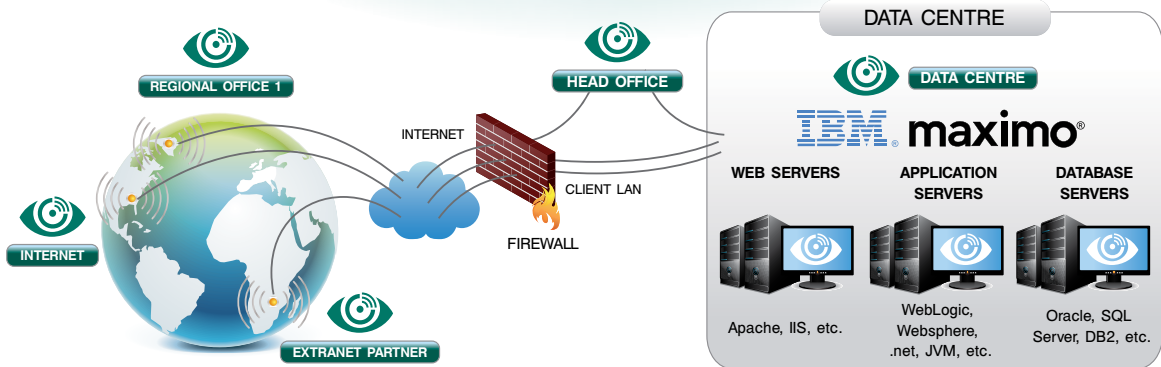 DATA CENTRE
REGIONAL OFFICE 1
HEAD OFFICE
DATA CENTRE
INTERNET
IBM® maximo®
CLIENT LAN
WEB SERVERS
APPLICATION
SERVERS
DATABASE
SERVERS
FIREWALL
INTERNET
EXTRANET PARTNER
Apache, IIS, etc.
WebLogic,
Websphere,
.net, JVM, etc.
Oracle, SQL
Server, DB2, etc.